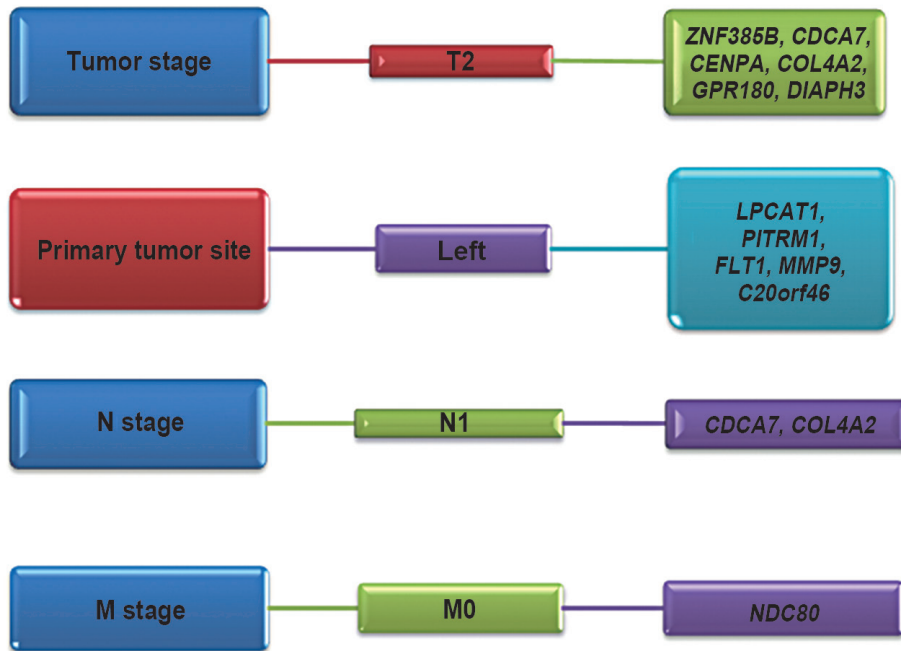 Tumor stage
T2
ZNF385B, CDCA7,
CENPA, COL4A2,
GPR180, DIAPH3
Primary tumor site
Left
LPCAT1,
PITRM1,
FLT1, MMP9,
C20orf46
N stage
N1
CDCA7, COL4A2
M stage
M0
NDC80